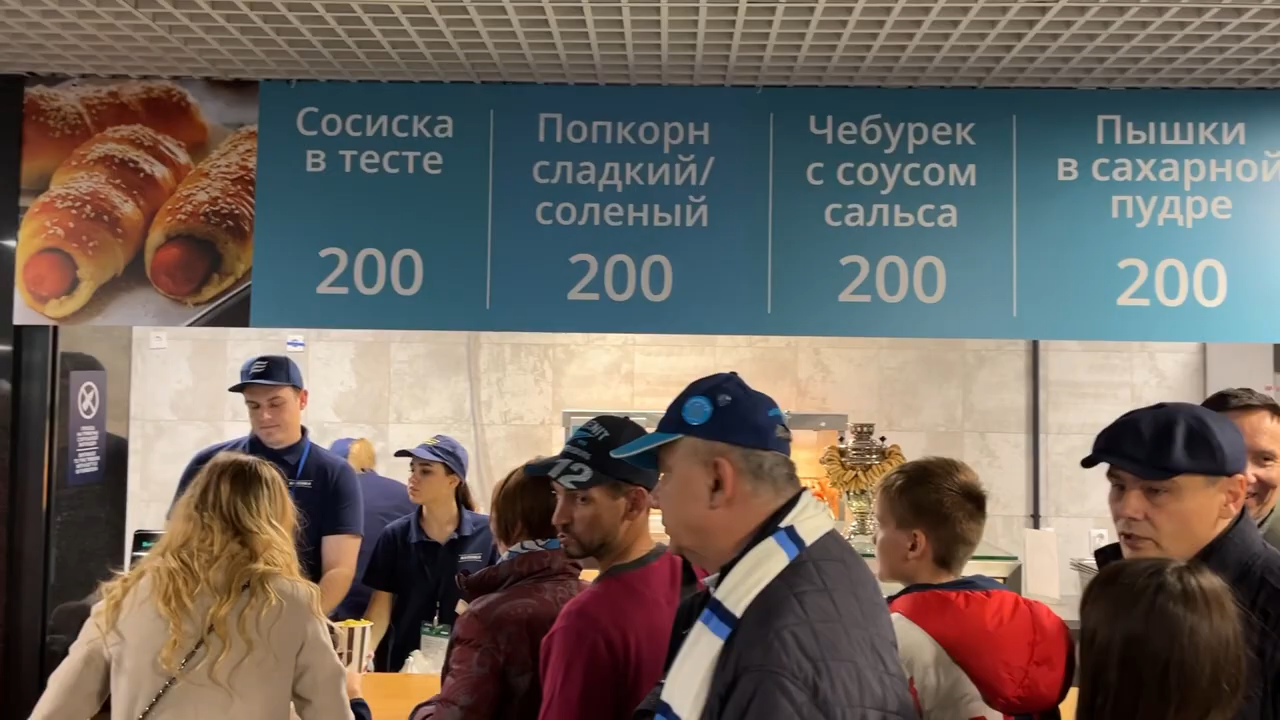 Сосиска
в тесте
200
Попкорн
сладкий/
соленый
200
Чебурек
с соусом
сальса
200
Пышки
в сахарной
пудре
200
12